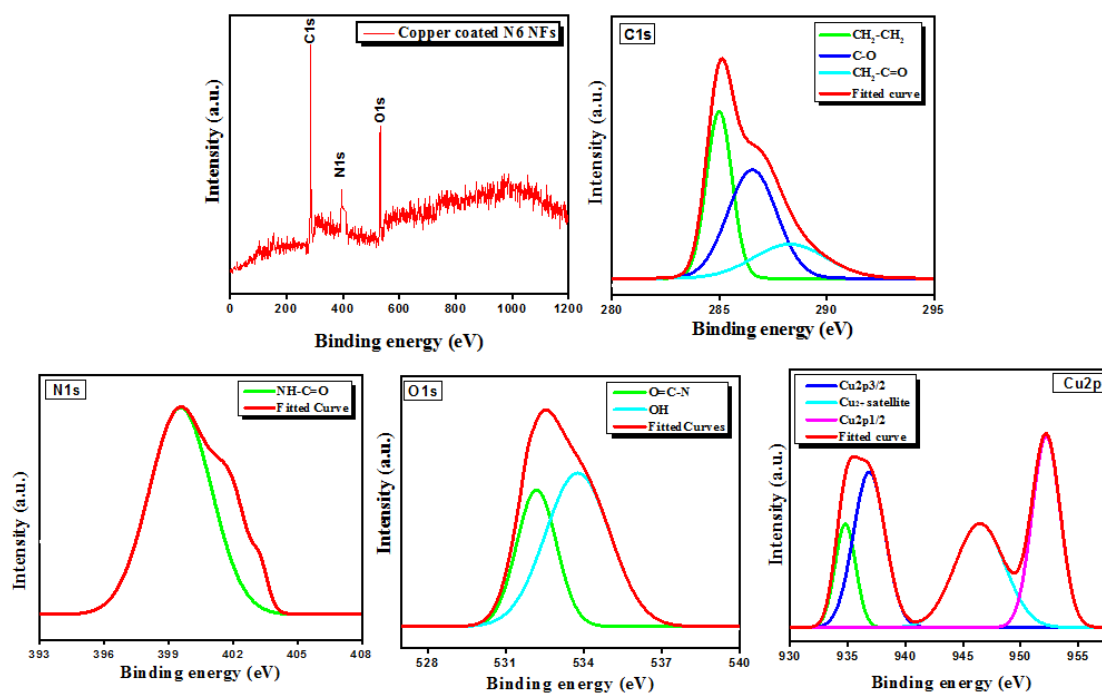 Copper coated N6 NFs
C1s
N1s
O1s
Intensity (a.u.)
0 200 400 600 800 1000 1200
Binding energy (eV)
C1s
CH2-CH2
C-O
CH2-C=O
Fitted curve
Intensity (a.u.)
280 285 290 295
Binding energy (eV)
N1s
NH-C=O
Fitted Curve
Intensity (a.u.)
393 396 399 402 405 408
Binding energy (eV)
O1s
O=C-N
OH
Fitted Curves
Intensity (a.u.)
528 531 534 537 540
Binding energy (eV)
Cu2p
Cu2p3/2
Cu2- satellite
Cu2p1/2
Fitted curve
Intensity (a.u.)
930 935 940 945 950 955
Binding energy (eV)